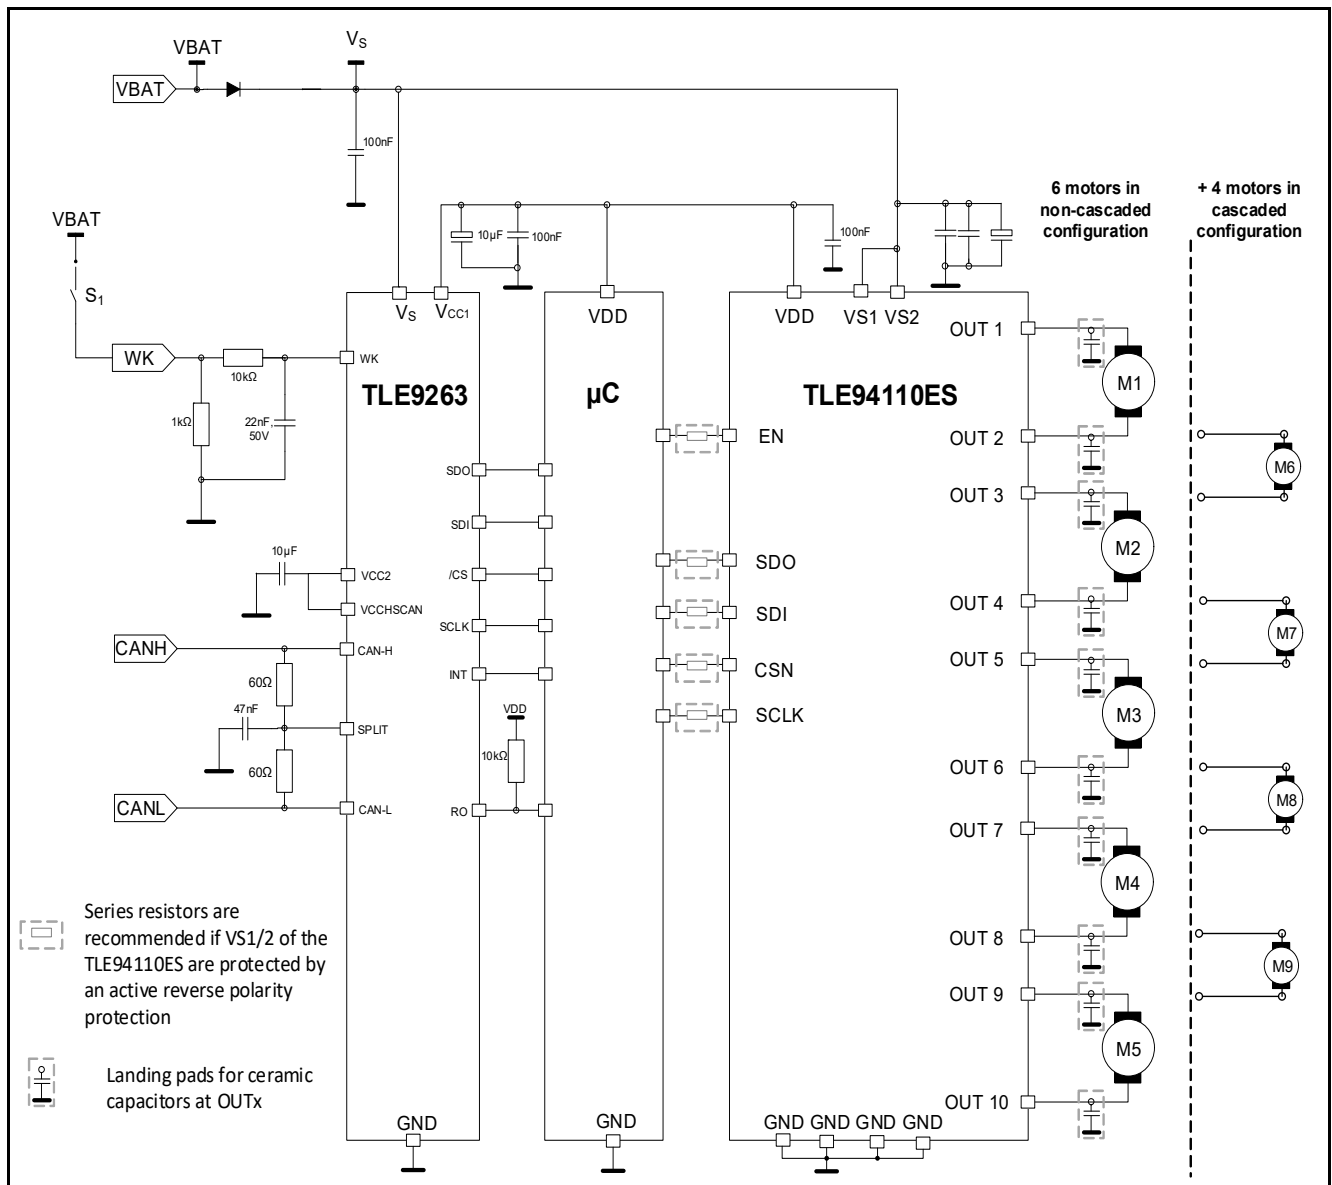 VBAT
VS
VBAT
100nF
6 motors in
non-cascaded
configuration
+ 4 motors in
cascaded
configuration
VBAT
S1
10µF
100nF
100nF
VS
VCC1
VDD
VDD
VS1
VS2
OUT 1
WK
10kΩ
WK
TLE9263
µC
TLE94110ES
M1
1kΩ
22nF,
50V
EN
OUT 2
M6
SDO
OUT 3
SDI
M2
10µF
VCC2
/CS
SDO
VCCHSCAN
SCLK
SDI
OUT 4
M7
CANH
CAN-H
INT
CSN
OUT 5
60Ω
47nF
SPLIT
VDD
SCLK
M3
60Ω
10kΩ
OUT 6
M8
CANL
CAN-L
RO
OUT 7
M4
Series resistors are
recommended if VS1/2 of the
TLE94110ES are protected by
an active reverse polarity
protection
OUT 8
M9
OUT 9
M5
Landing pads for ceramic
capacitors at OUTx
OUT 10
GND
GND
GND
GND
GND
GND